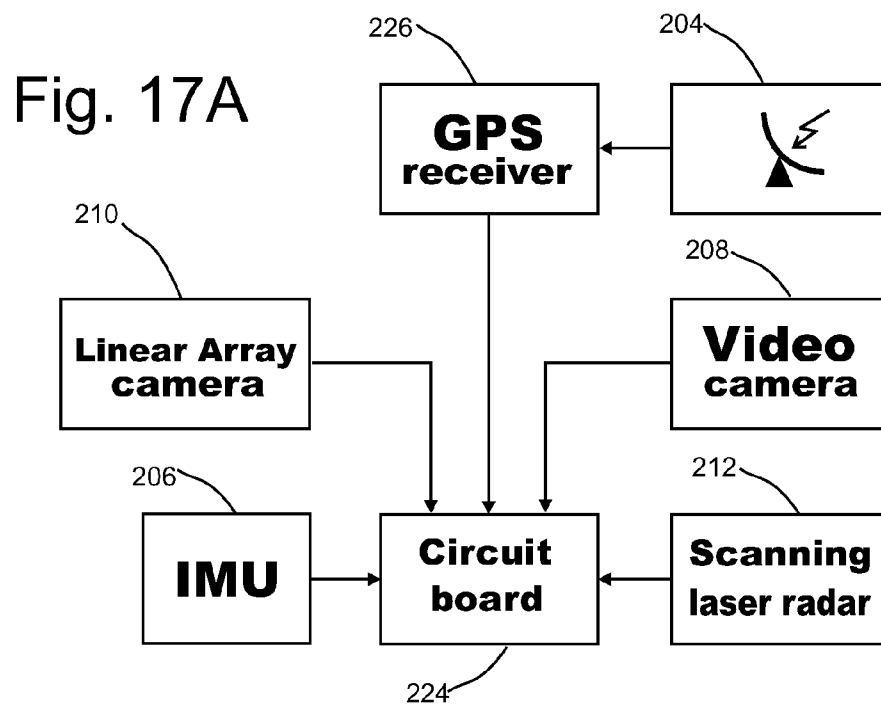 226
204
Fig. 17A
GPS
receiver
210
208
Linear Array
camera
Video
camera
206
212
IMU
Circuit
board
Scanning
laser radar
224